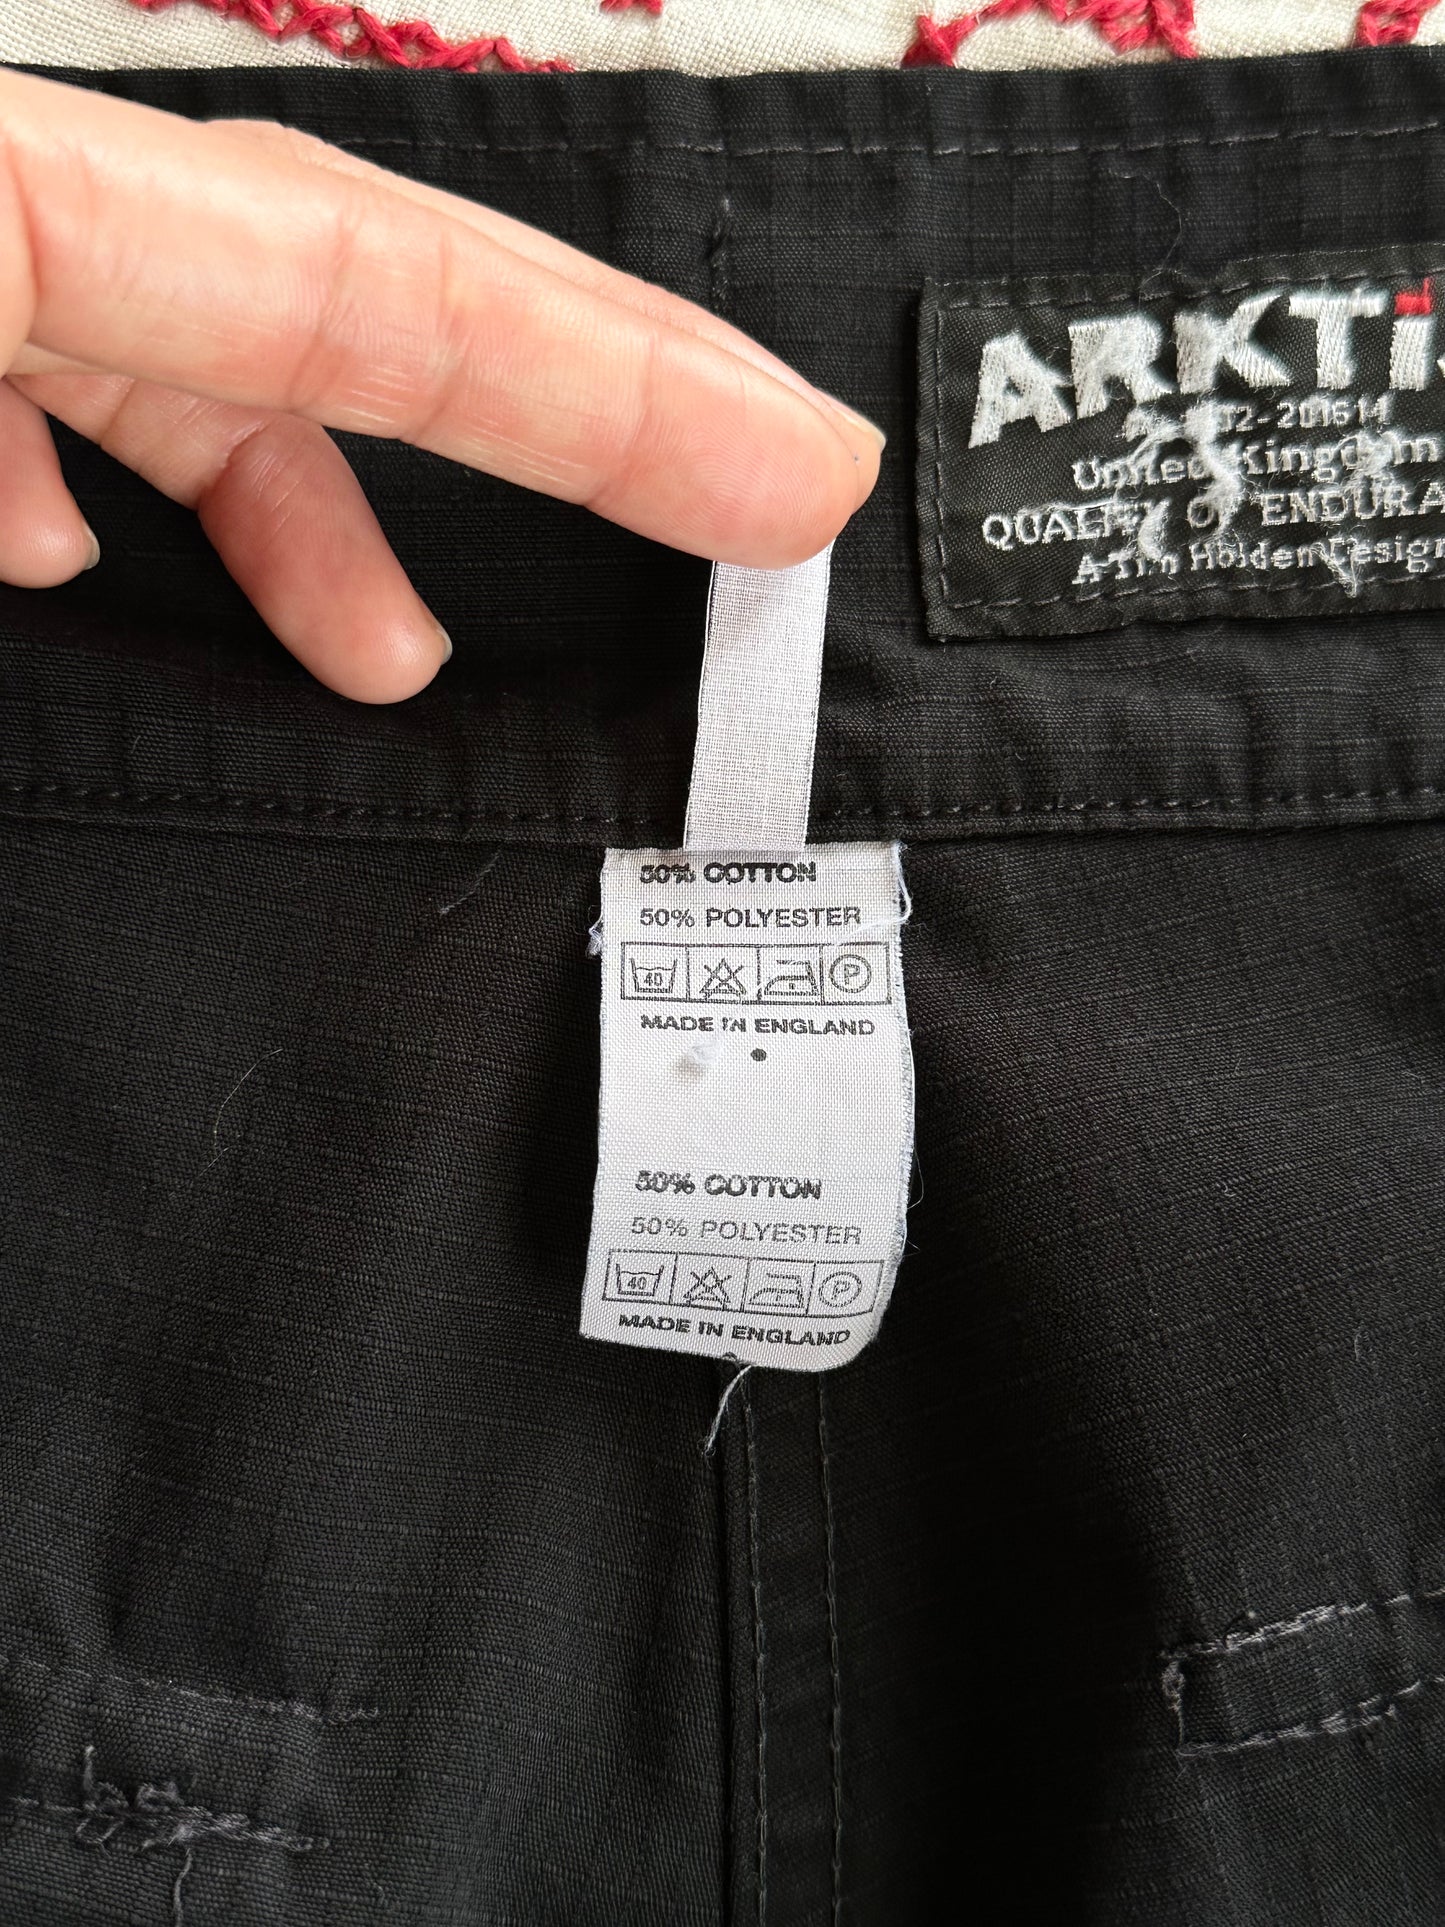 ARKTi
United Kingdom
QUALITY OF ENDURA
A Tim Holden Design
50% COTTON
50% POLYESTER
40
P
MADE IN ENGLAND
50% COTTON
50% POLYESTER
40
P
MADE IN ENGLAND